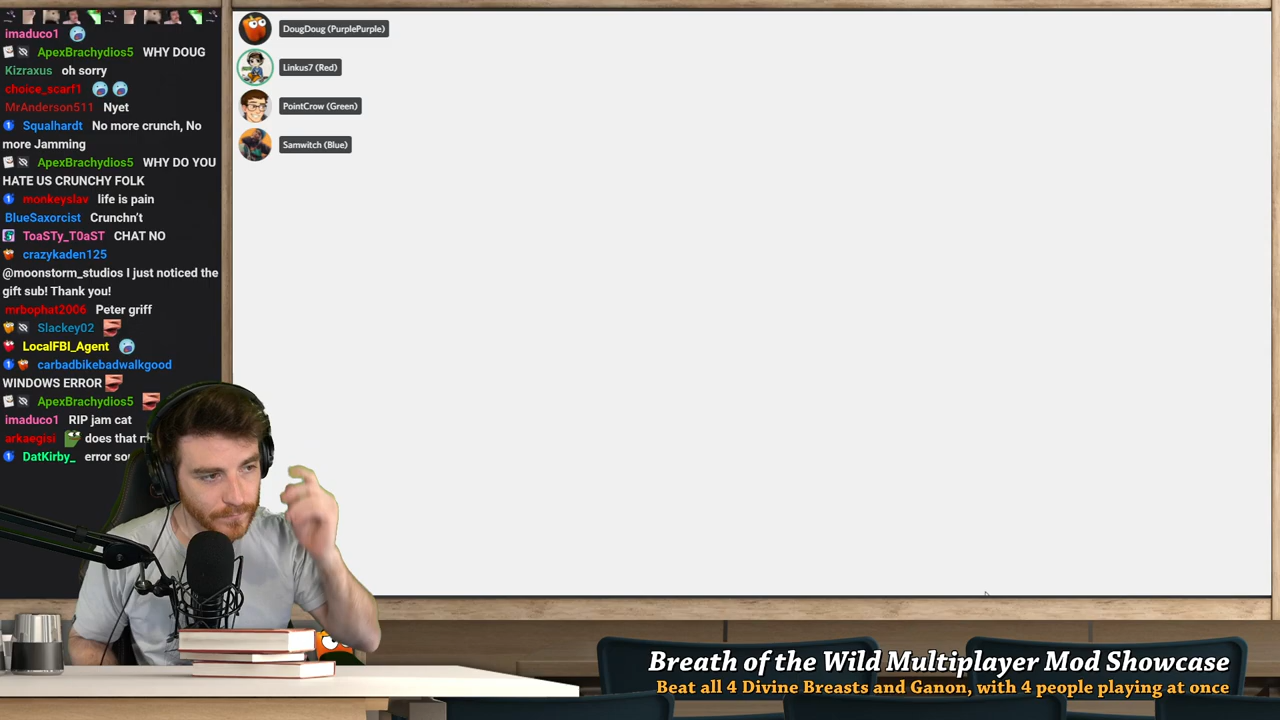 imaduco1
ApexBrachydios5 WHY DOUG
Kizraxus oh sorry
choice_scarf1
MrAnderson511 Nyet
1 Squalhardt No more crunch, No
more Jamming
ApexBrachydios5 WHY DO YOU
HATE US CRUNCHY FOLK
1 monkeyslav life is pain
BlueSaxorcist Crunchn't
ToaSTy_T0aST CHAT NO
crazykaden125
@moonstorm_studios I just noticed the
gift sub! Thank you!
mrbophat2006 Peter griff
Slackey02
LocalFBI_Agent
1 carbadbikebadwalkgood
WINDOWS ERROR
ApexBrachydios5
imaduco1 RIP jam cat
arkaegisi does that
1 DatKirby_ error
DougDoug (PurplePurple)
Linkus7 (Red)
PointCrow (Green)
Samwitch (Blue)
Breath of the Wild Multiplayer Mod Showcase
Beat all 4 Divine Breasts and Ganon, with 4 people playing at once